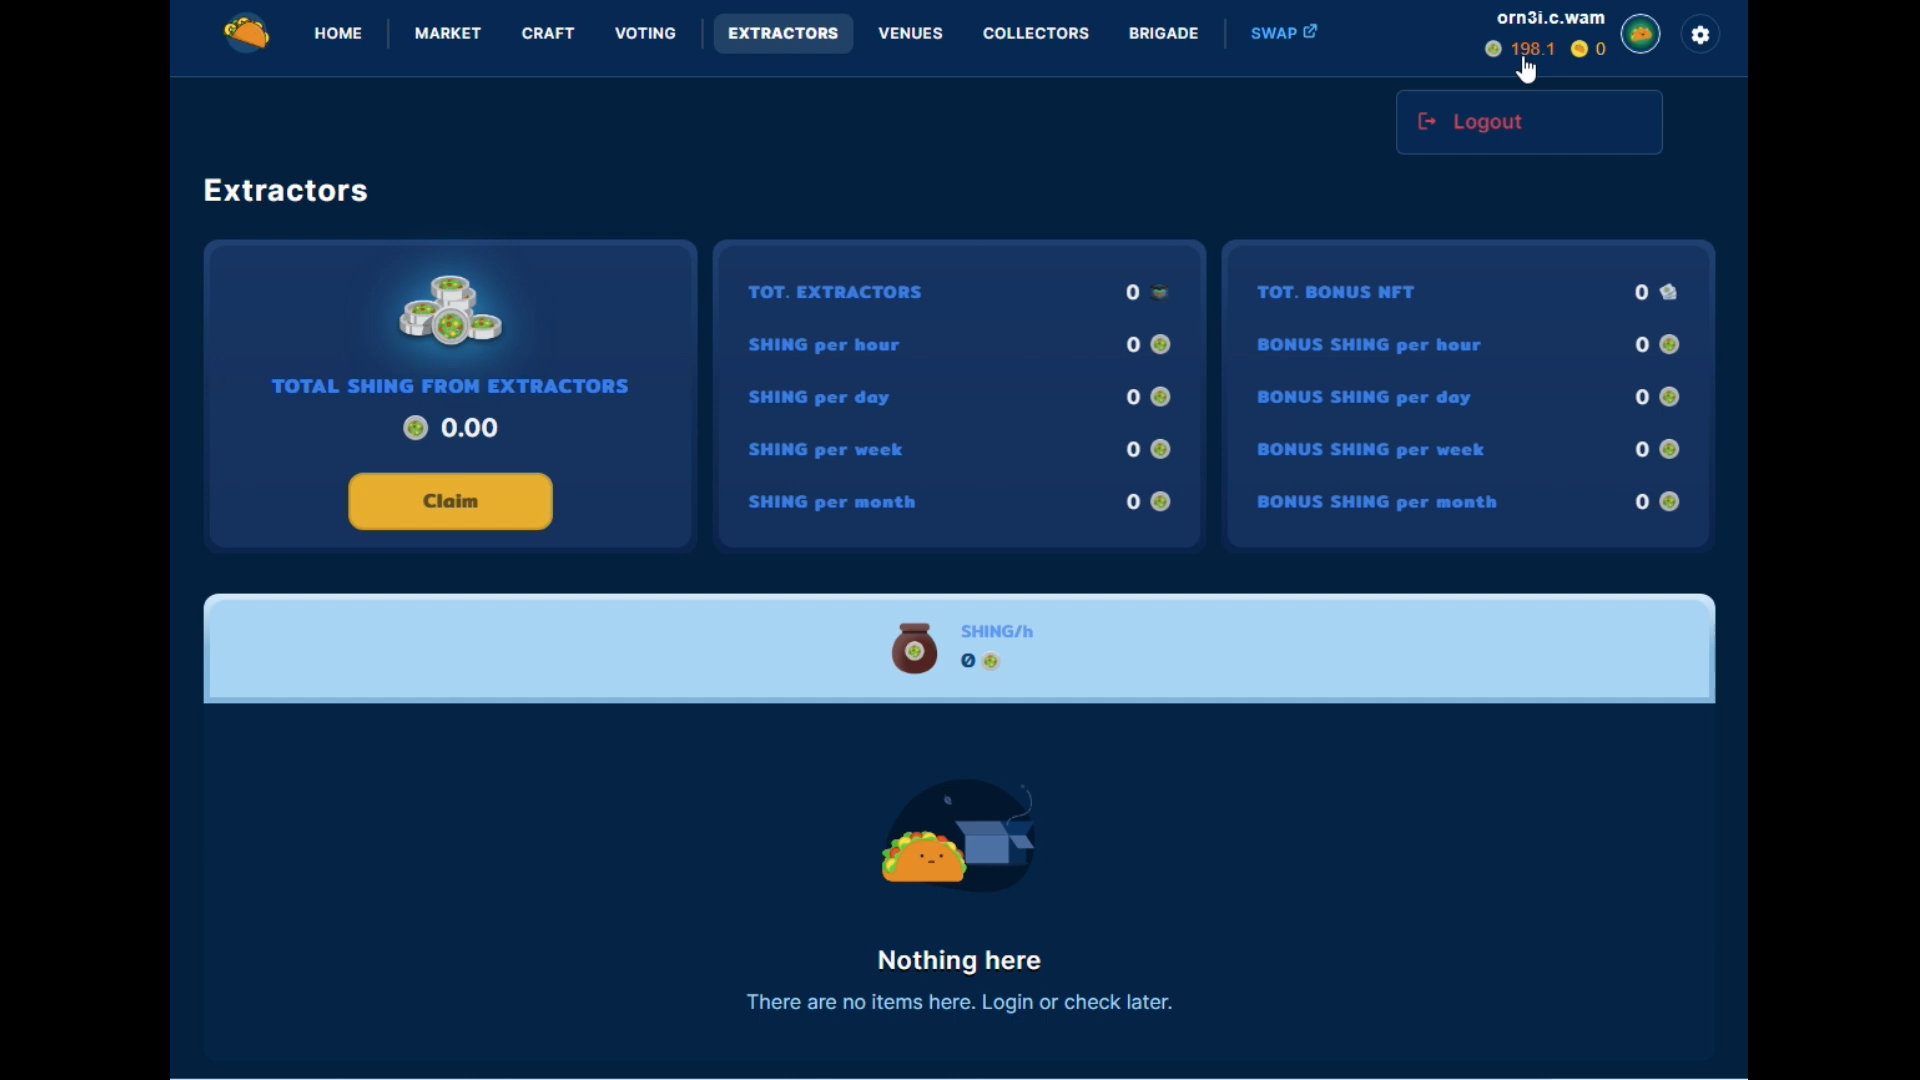 HOME MARKET CRAFT VOTING EXTRACTORS VENUES COLLECTORS BRIGADE SWAP
orn3i.c.wam
198.1 0
Logout
Extractors
TOTAL SHING FROM EXTRACTORS
0.00
Claim
TOT. EXTRACTORS 0
SHING per hour 0
SHING per day 0
SHING per week 0
SHING per month 0
TOT. BONUS NFT 0
BONUS SHING per hour 0
BONUS SHING per day 0
BONUS SHING per week 0
BONUS SHING per month 0
SHING/h
0
Nothing here
There are no items here. Login or check later.